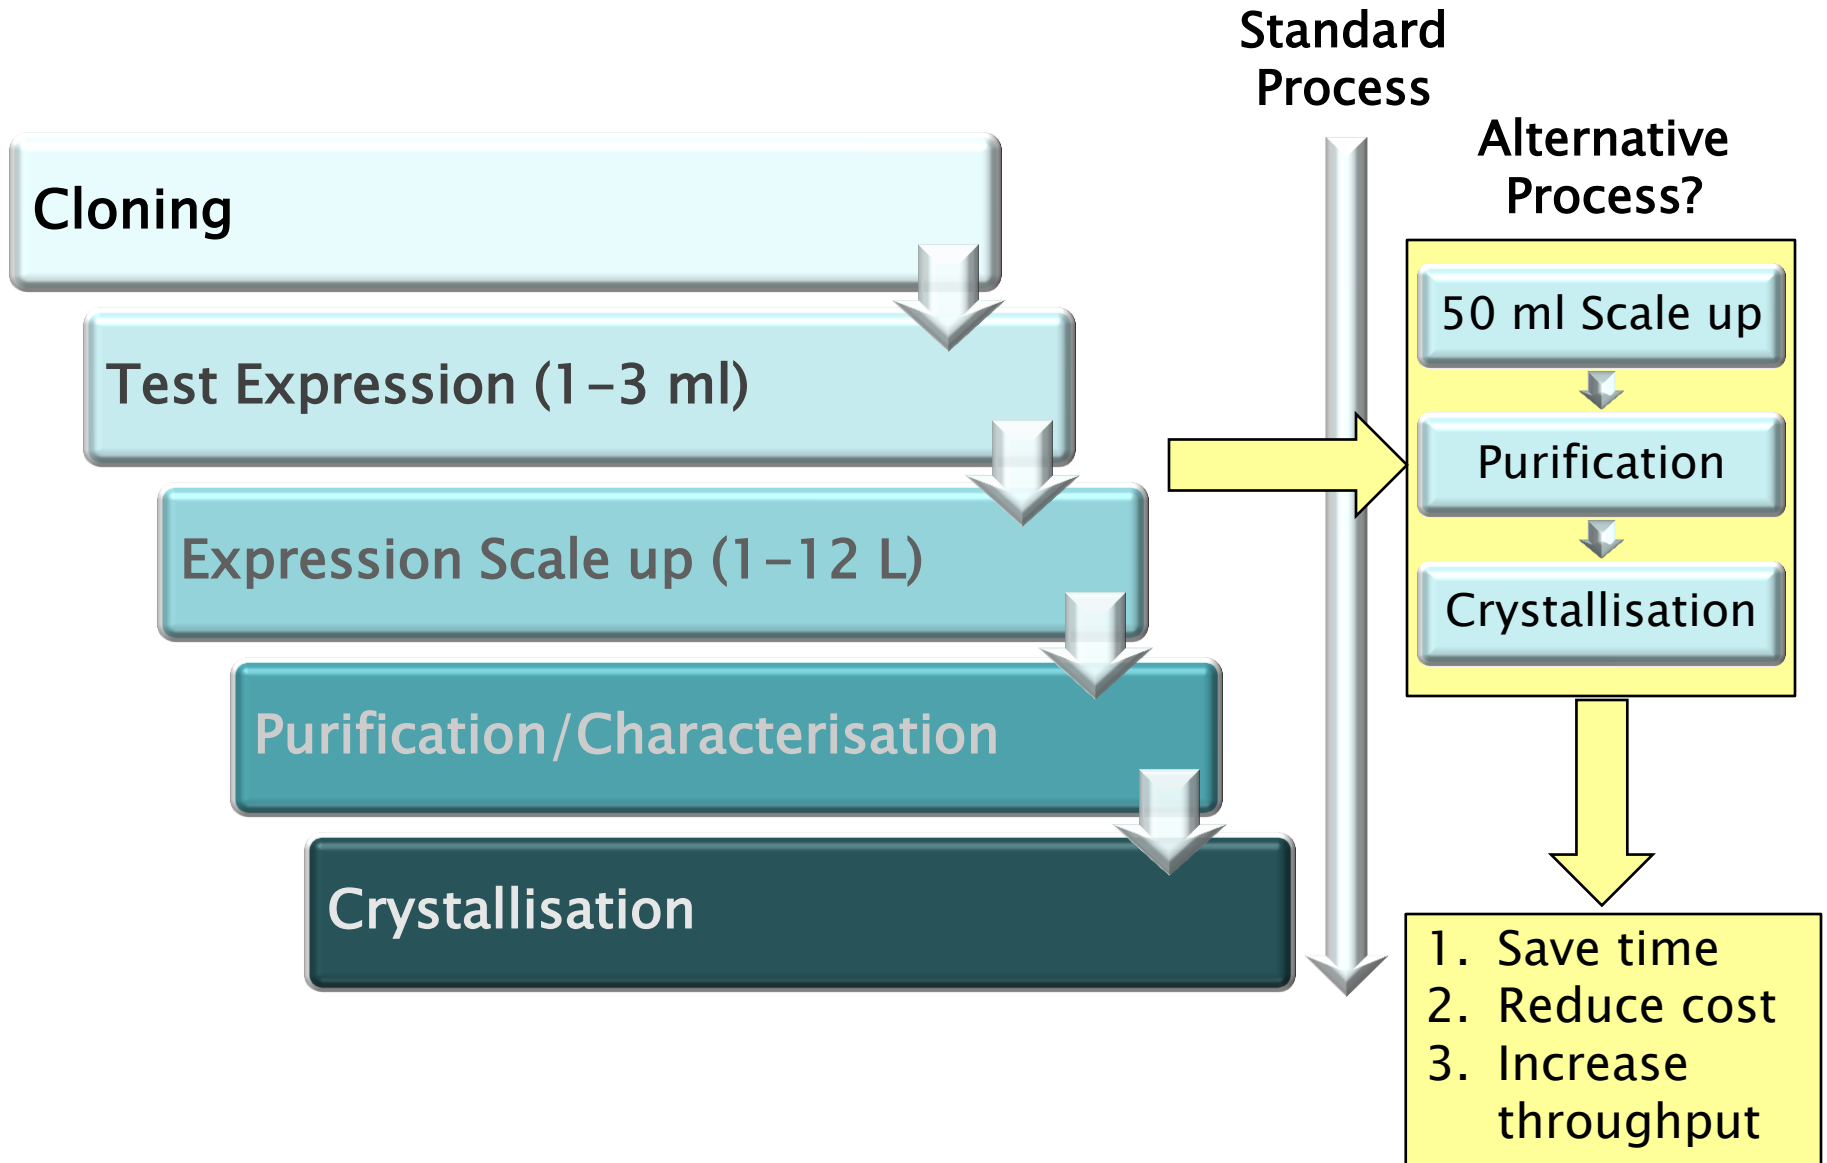 Standard
Process
Alternative
Process?
Cloning
Test Expression (1-3 ml)
Expression Scale up (1-12 L)
Purification/Characterisation
Crystallisation
50 ml Scale up
Purification
Crystallisation
1. Save time
2. Reduce cost
3. Increase
throughput